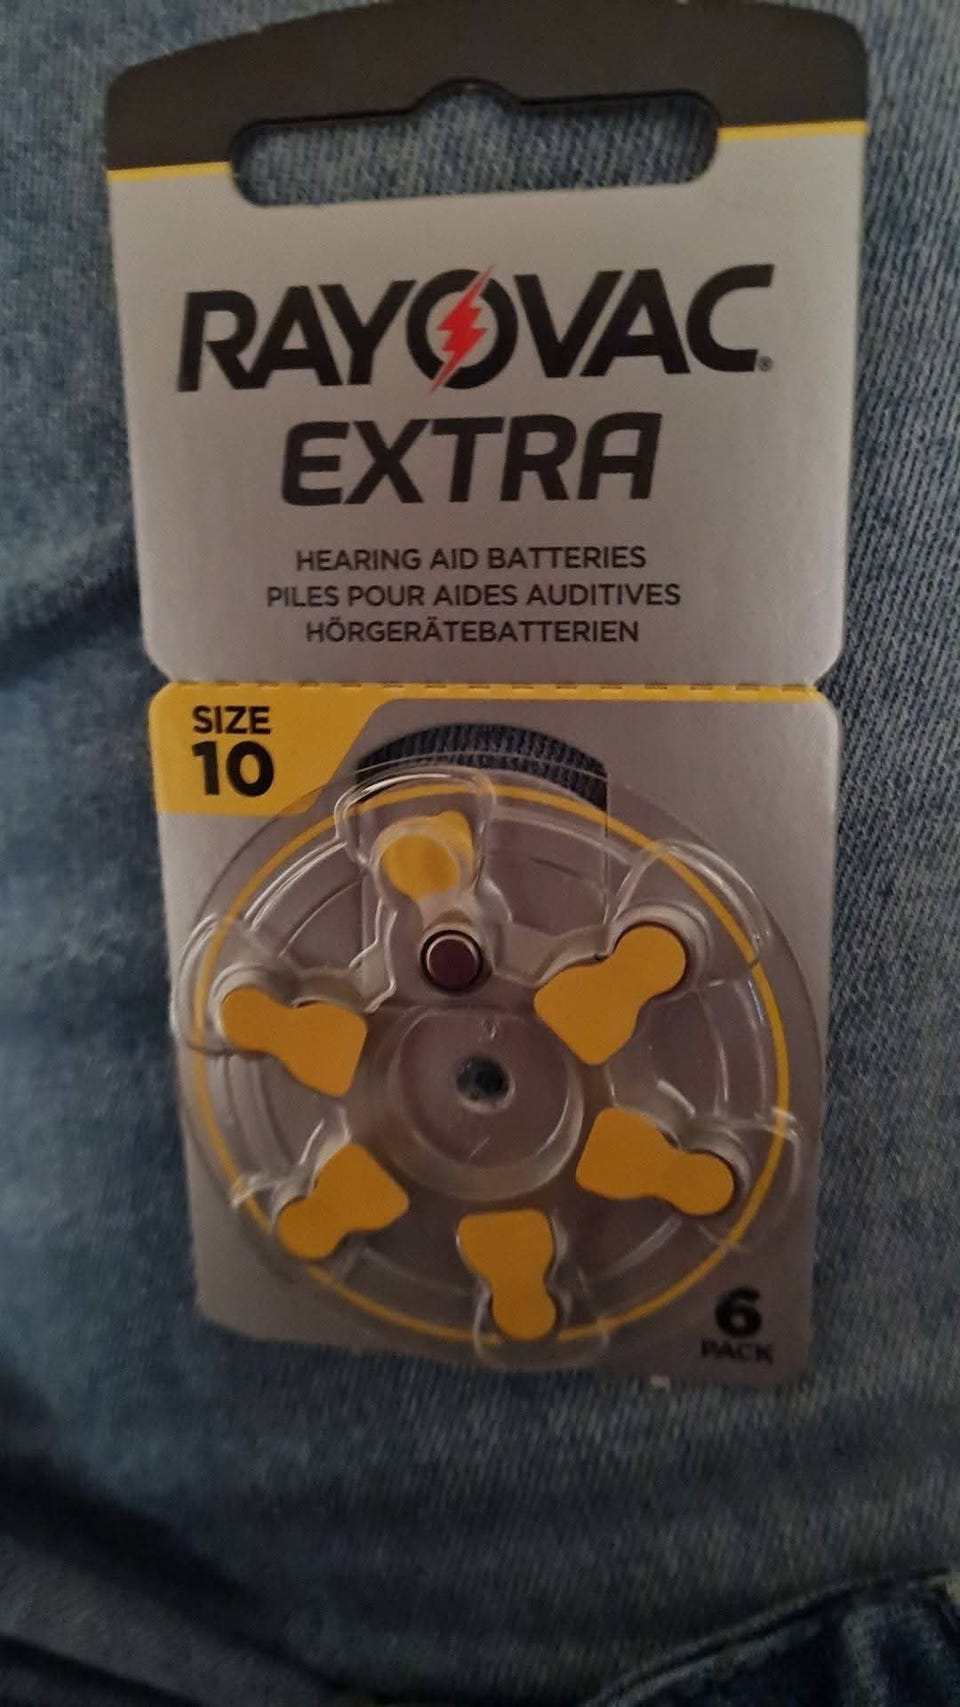 RAYOVAC®
EXTRA
HEARING AID BATTERIES
PILES POUR AIDES AUDITIVES
HÖRGERÄTEBATTERIEN
SIZE
10
6
PACK